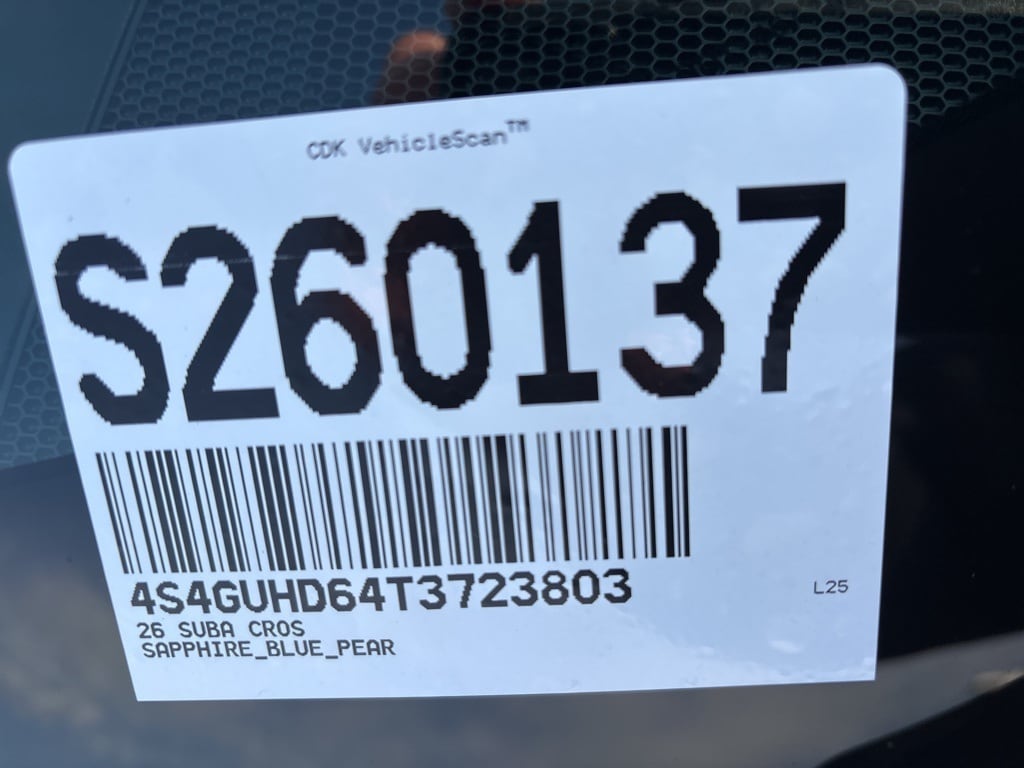 CDK VehicleScan™
S260137
4S4GUHD64T3723803
L25
26 SUBA CROS
SAPPHIRE_BLUE_PEAR